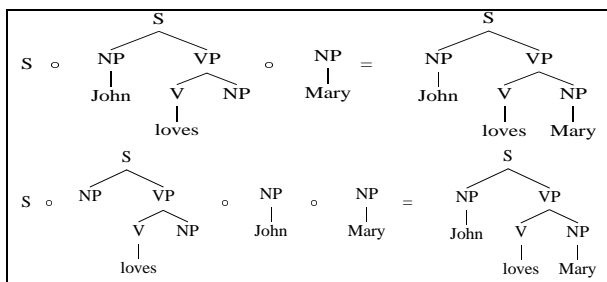 S S
S ∘ NP VP ∘ NP = NP VP
John V NP Mary John V NP
loves loves Mary
S S
S ∘ NP VP ∘ NP ∘ NP = NP VP
V NP John Mary John V NP
loves loves Mary